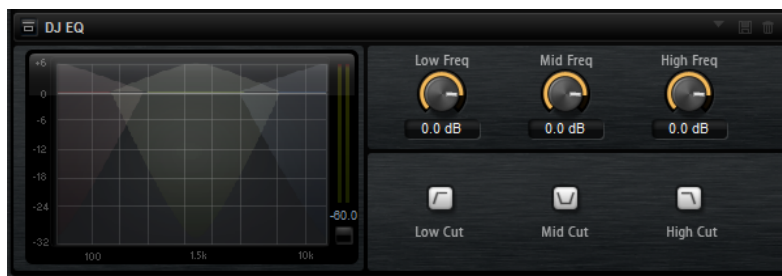 DJ EQ
+6
0
-6
-12
-18
-24
-32
100
1.5k
10k
-60.0
Low Freq
Mid Freq
High Freq
0.0 dB
0.0 dB
0.0 dB
Low Cut
Mid Cut
High Cut